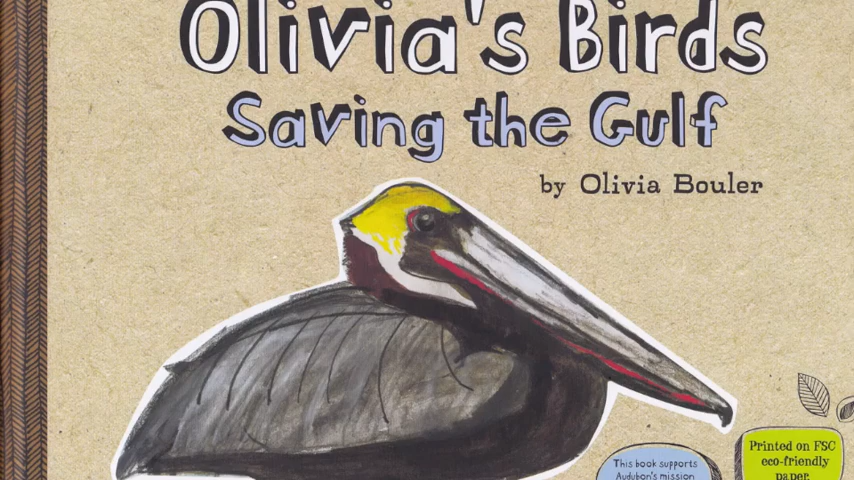 Olivia's Birds
Saving the Gulf
by Olivia Bouler
This book supports
Audubon's mission
Printed on FSC
eco-friendly
paper